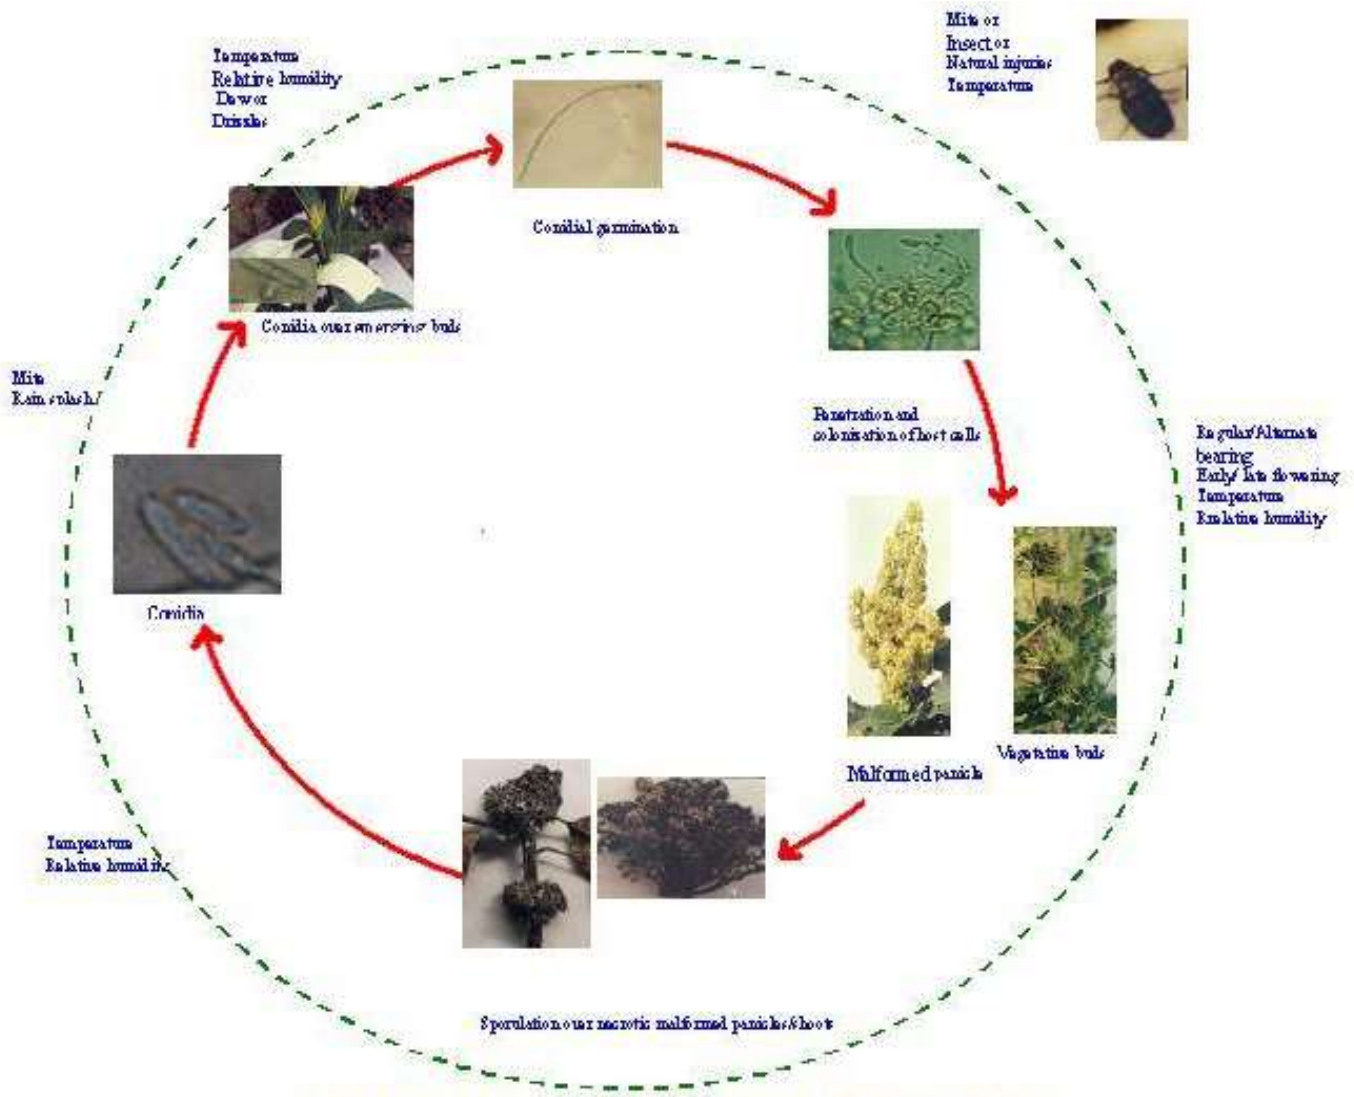 Mite or
Insect or
Natural injuries
Temperature
Temperature
Relative humidity
Dew or
Drizzles
Conidial germination
Conidia over emerging buds
Mite
Rain splash
Penetration and
colonisation of host cells
Regular/Alternate
bearing
Early/ late flowering
Temperature
Rrelative humidity
Conidia
Vegetative buds
Malformed panicle
Temperature
Relative humidity
Sporulation over necrotic malformed panicles/shoots